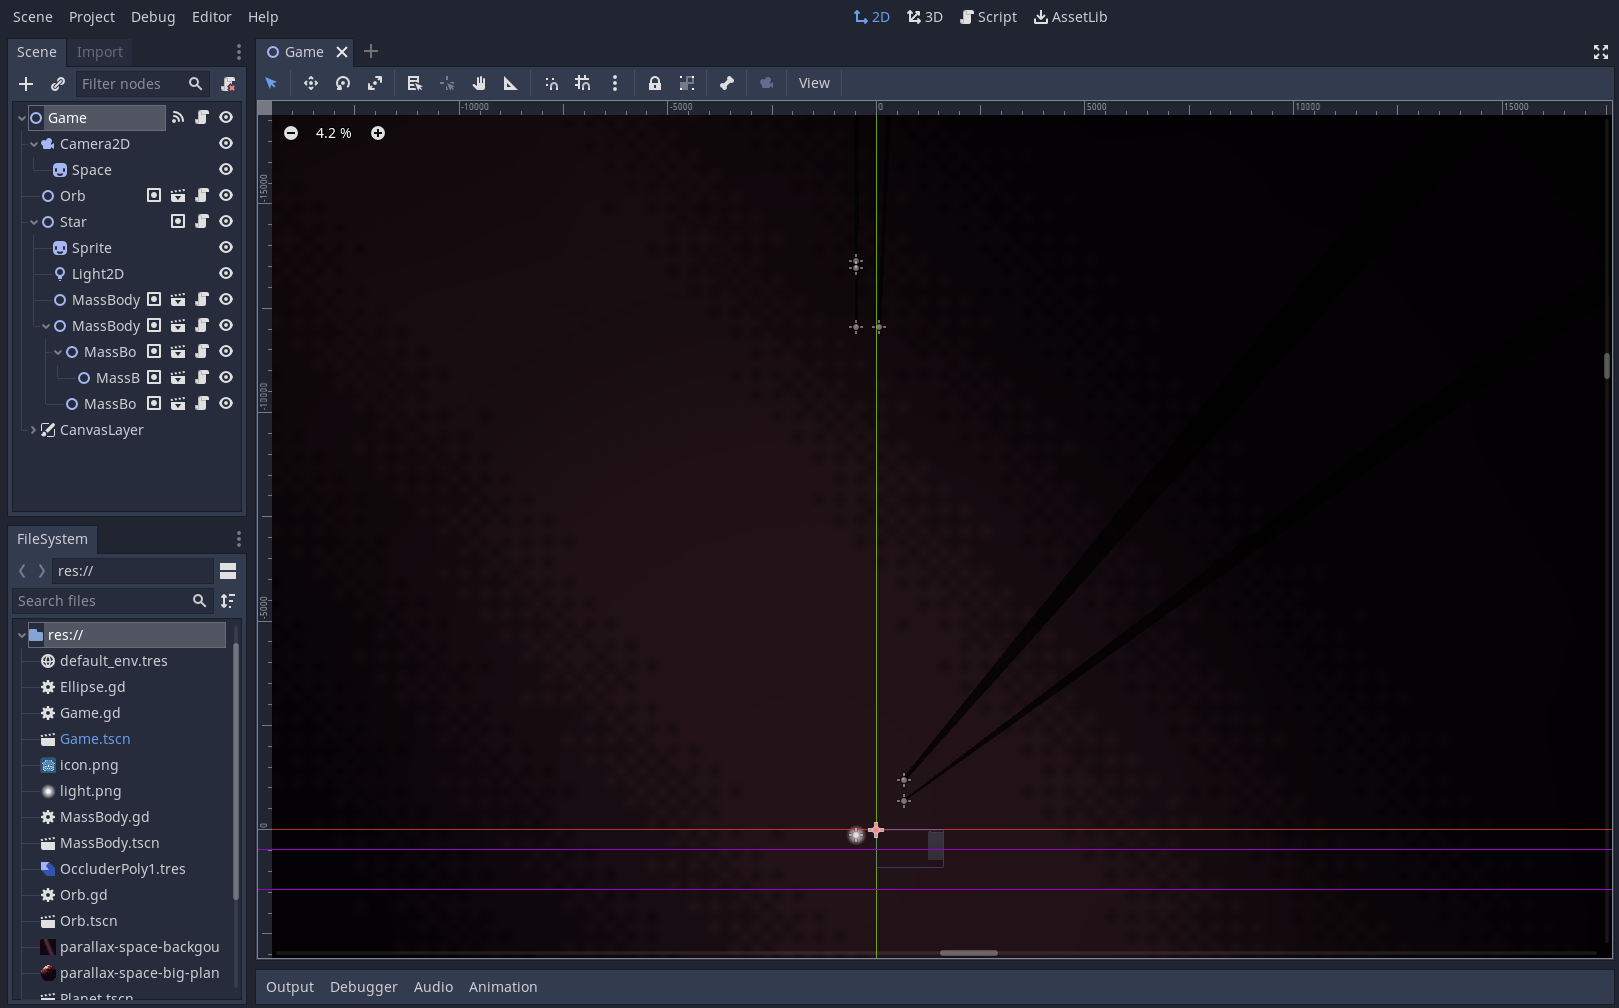 Scene Project Debug Editor Help 2D 3D Script AssetLib
Scene Import
Game
Filter nodes
View
Game
Camera2D
Space
Orb
Star
Sprite
Light2D
MassBody
MassBody
MassBo
MassB
MassBo
CanvasLayer
-10000 -5000 0 5000 10000 15000
4.2 %
-15000
-10000
-5000
0
FileSystem
res://
Search files
res://
default_env.tres
Ellipse.gd
Game.gd
Game.tscn
icon.png
light.png
MassBody.gd
MassBody.tscn
OccluderPoly1.tres
Orb.gd
Orb.tscn
parallax-space-backgou
parallax-space-big-plan
Planet.tscn
Output Debugger Audio Animation